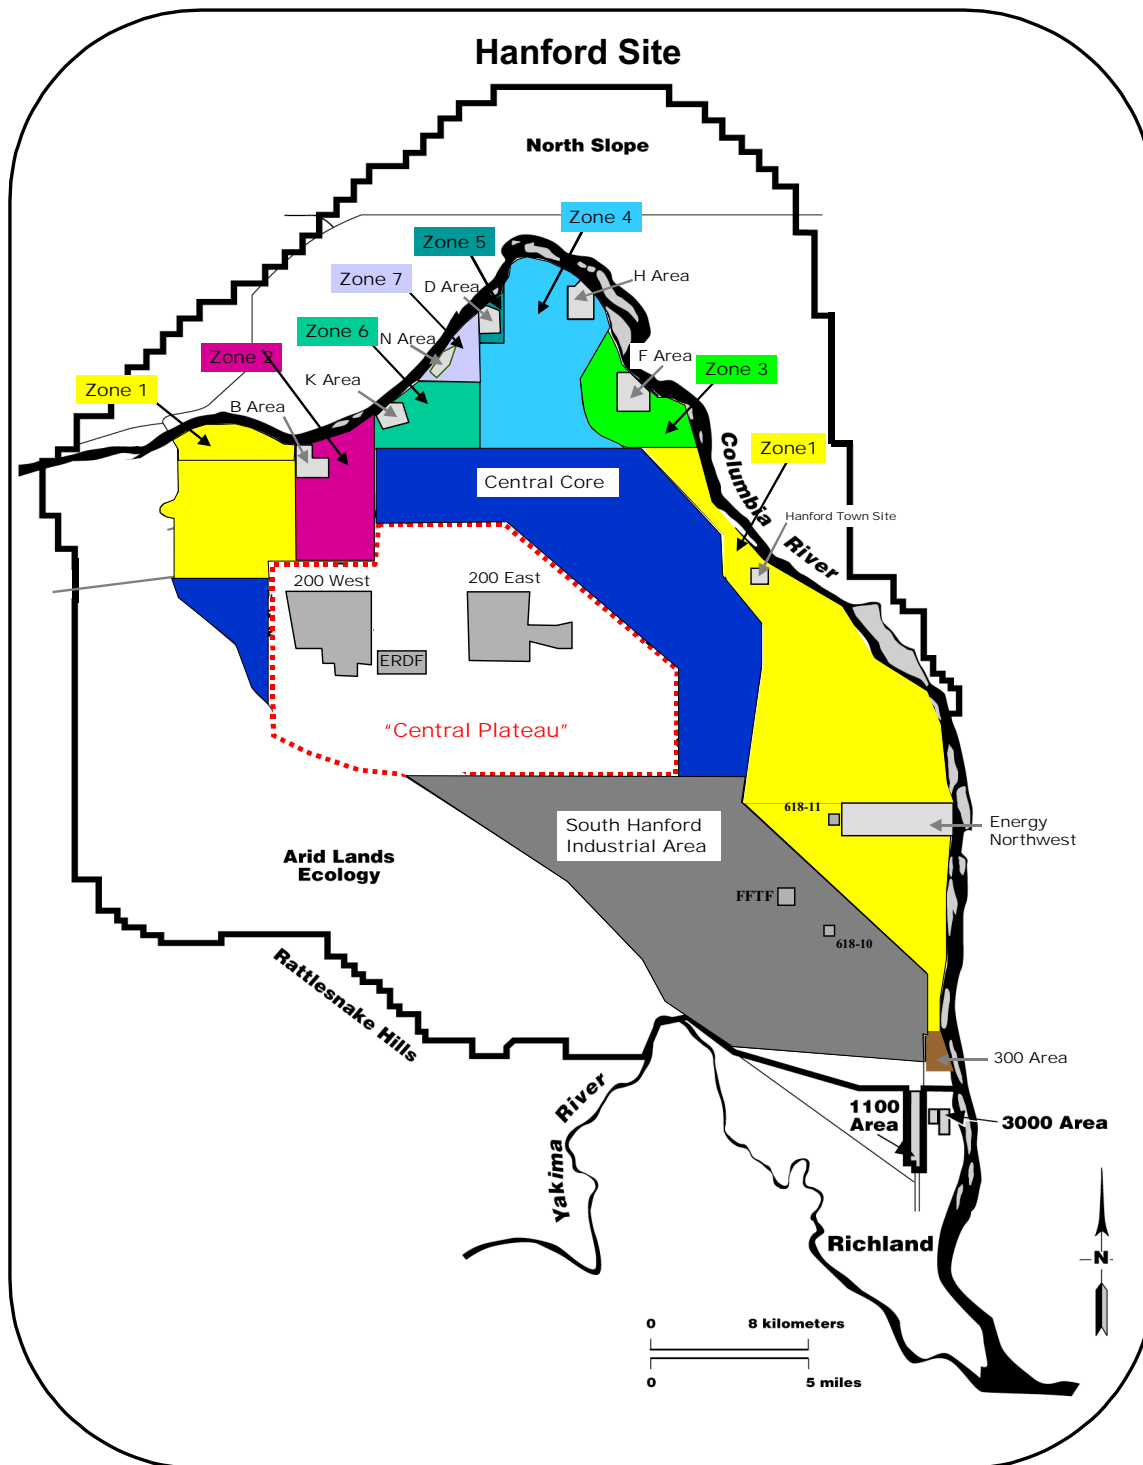 Hanford Site
North Slope
Zone 4
Zone 5
Zone 7
H Area
D Area
Zone 6
N Area
Zone 2
F Area
Zone 3
K Area
Zone 1
B Area
Zone1
Columbia
River
Central Core
Hanford Town Site
200 West
200 East
ERDF
“Central Plateau”
618-11
South Hanford
Industrial Area
Energy
Northwest
Arid Lands
Ecology
FFTF
618-10
Rattlesnake Hills
300 Area
Yakima
River
1100
Area
3000 Area
Richland
N
0
8 kilometers
0
5 miles